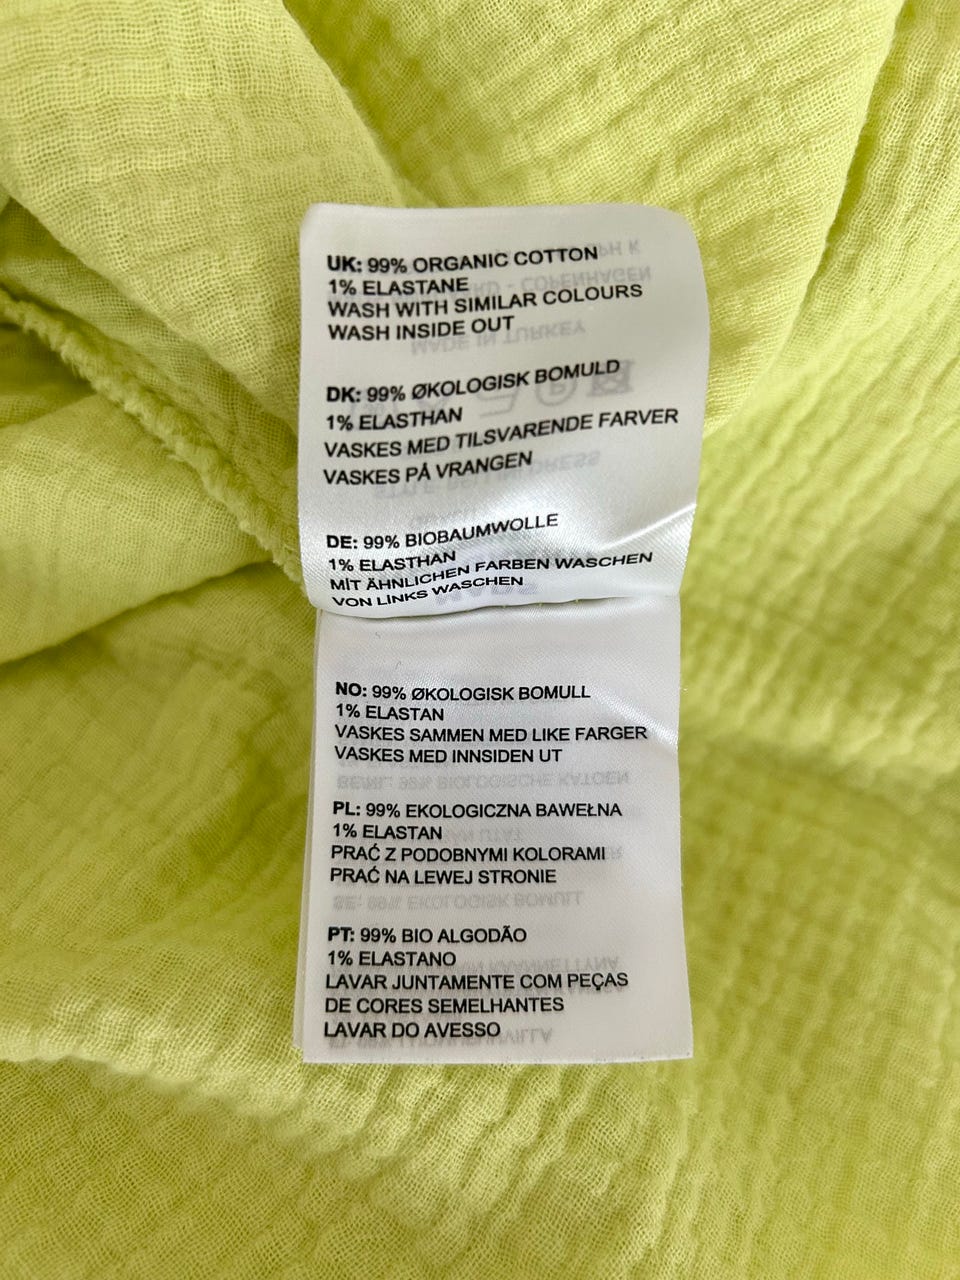 UK: 99% ORGANIC COTTON
1% ELASTANE
WASH WITH SIMILAR COLOURS
WASH INSIDE OUT
DK: 99% ØKOLOGISK BOMULD
1% ELASTHAN
VASKES MED TILSVARENDE FARVER
VASKES PÅ VRANGEN
DE: 99% BIOBAUMWOLLE
1% ELASTHAN
MİT ÄHNLICHEN FARBEN WASCHEN
VON LINKS WASCHEN
NO: 99% ØKOLOGISK BOMULL
1% ELASTAN
VASKES SAMMEN MED LIKE FARGER
VASKES MED INNSIDEN UT
PL: 99% EKOLOGICZNA BAWEŁNA
1% ELASTAN
PRAĆ Z PODOBNYMI KOLORAMI
PRAĆ NA LEWEJ STRONIE
PT: 99% BIO ALGODÃO
1% ELASTANO
LAVAR JUNTAMENTE COM PEÇAS
DE CORES SEMELHANTES
LAVAR DO AVESSO